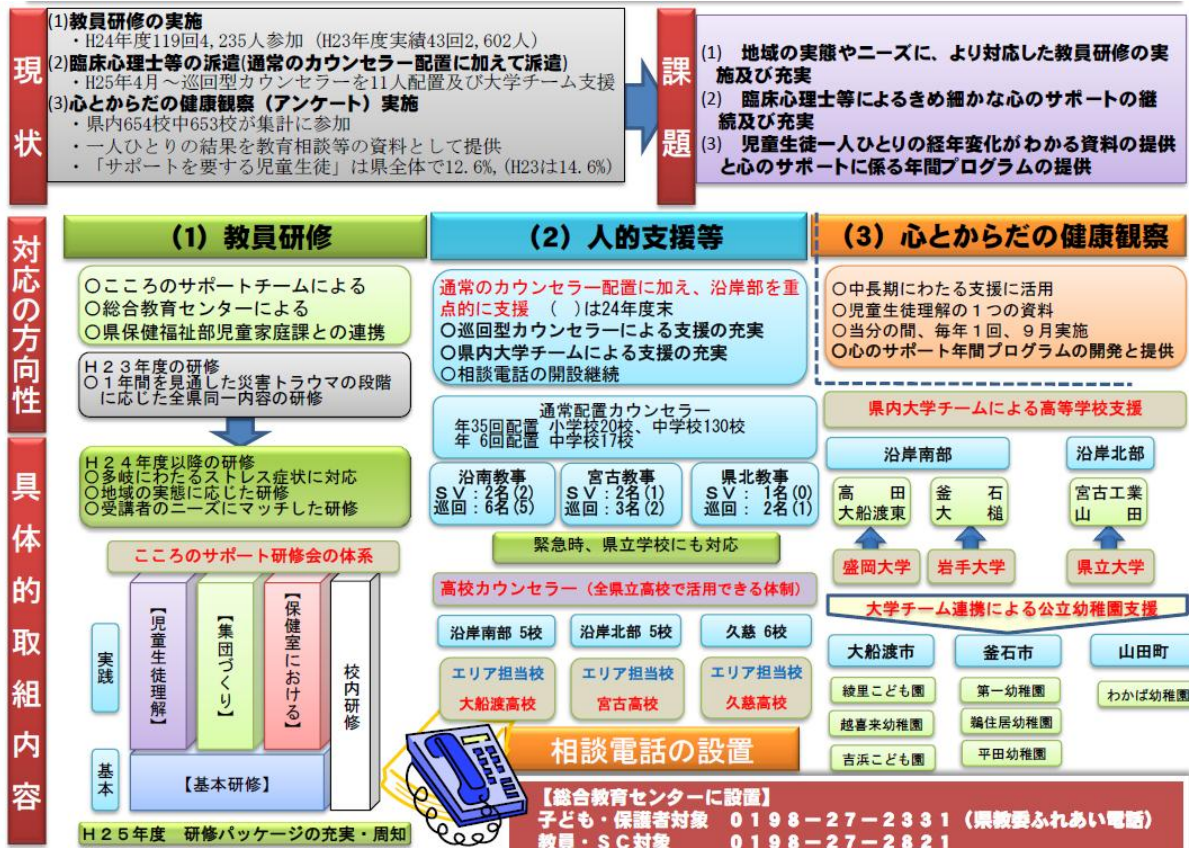 現状
(1)教員研修の実施
・H24年度119回4,235人参加（H23年度実績43回2,602人）
(2)臨床心理士等の派遣(通常のカウンセラー配置に加えて派遣)
・H25年4月～巡回型カウンセラーを11人配置及び大学チーム支援
(3)心とからだの健康観察（アンケート）実施
・県内654校中653校が集計に参加
・一人ひとりの結果を教育相談等の資料として提供
・「サポートを要する児童生徒」は県全体で12.6%,(H23は14.6%)
課題
(1)　地域の実態やニーズに、より対応した教員研修の実
施及び充実
(2)　臨床心理士等によるきめ細かな心のサポートの継
続及び充実
(3)　児童生徒一人ひとりの経年変化がわかる資料の提供
と心のサポートに係る年間プログラムの提供
対応の方向性
具体的取組内容
(1) 教員研修
○こころのサポートチームによる
○総合教育センターによる
○県保健福祉部児童家庭課との連携
H２３年度の研修
○１年間を見通した災害トラウマの段階
に応じた全県同一内容の研修
H２４年度以降の研修
○多岐にわたるストレス症状に対応
○地域の実態に応じた研修
○受講者のニーズにマッチした研修
こころのサポート研修会の体系
実践
基本
【児童生徒理解】
【集団づくり】
【保健室における】
校内研修
【基本研修】
H２５年度　研修パッケージの充実・周知
(2) 人的支援等
通常のカウンセラー配置に加え、沿岸部を重
点的に支援　(　)は24年度末
○巡回型カウンセラーによる支援の充実
○県内大学チームによる支援の充実
○相談電話の開設継続
通常配置カウンセラー
年35回配置 小学校20校、中学校130校
年 6回配置 中学校17校
沿南教事
ＳＶ：2名(2)
巡回：6名(5)
宮古教事
ＳＶ：2名(1)
巡回：3名(2)
県北教事
ＳＶ：1名(0)
巡回：2名(1)
緊急時、県立学校にも対応
高校カウンセラー（全県立高校で活用できる体制）
沿岸南部 5校
沿岸北部 5校
久慈 6校
エリア担当校
大船渡高校
エリア担当校
宮古高校
エリア担当校
久慈高校
相談電話の設置
【総合教育センターに設置】
子ども・保護者対象　０１９８－２７－２３３１（県教委ふれあい電話）
教員・ＳＣ対象　０１９８－２７－２８２１
(3) 心とからだの健康観察
○中長期にわたる支援に活用
○児童生徒理解の１つの資料
○当分の間、毎年１回、９月実施
○心のサポート年間プログラムの開発と提供
県内大学チームによる高等学校支援
沿岸南部
沿岸北部
高　田
大船渡東
釜　石
大　槌
宮古工業
山　田
盛岡大学
岩手大学
県立大学
大学チーム連携による公立幼稚園支援
大船渡市
釜石市
山田町
綾里こども園
第一幼稚園
わかば幼稚園
越喜来幼稚園
鵜住居幼稚園
吉浜こども園
平田幼稚園